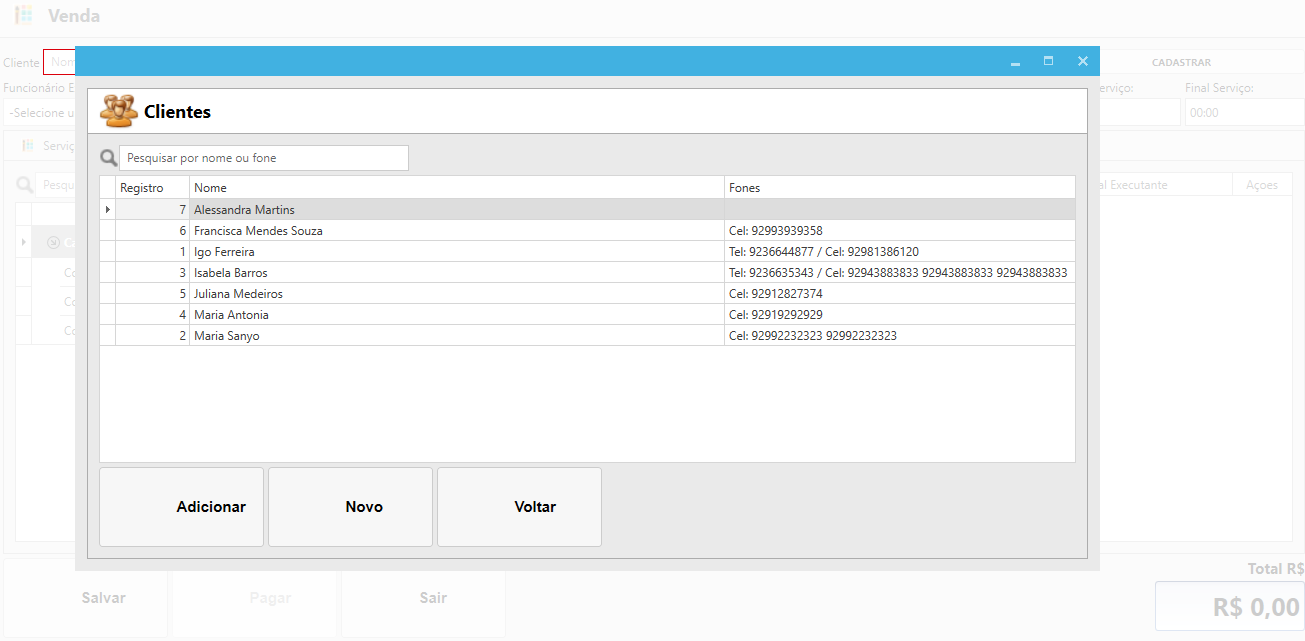 Venda
Cliente Nom
CADASTRAR
Funcionário E
erviço: Final Serviço:
-Selecione u
00:00
Serviç
Pesqu
al Executante Açoes
Co
Co
Co
Clientes
Pesquisar por nome ou fone
Registro Nome Fones
7 Alessandra Martins
6 Francisca Mendes Souza Cel: 92993939358
1 Igo Ferreira Tel: 9236644877 / Cel: 92981386120
3 Isabela Barros Tel: 9236635343 / Cel: 92943883833 92943883833 92943883833
5 Juliana Medeiros Cel: 92912827374
4 Maria Antonia Cel: 92919292929
2 Maria Sanyo Cel: 92992232323 92992232323
Adicionar Novo Voltar
Total R$
Salvar Pagar Sair
R$ 0,00